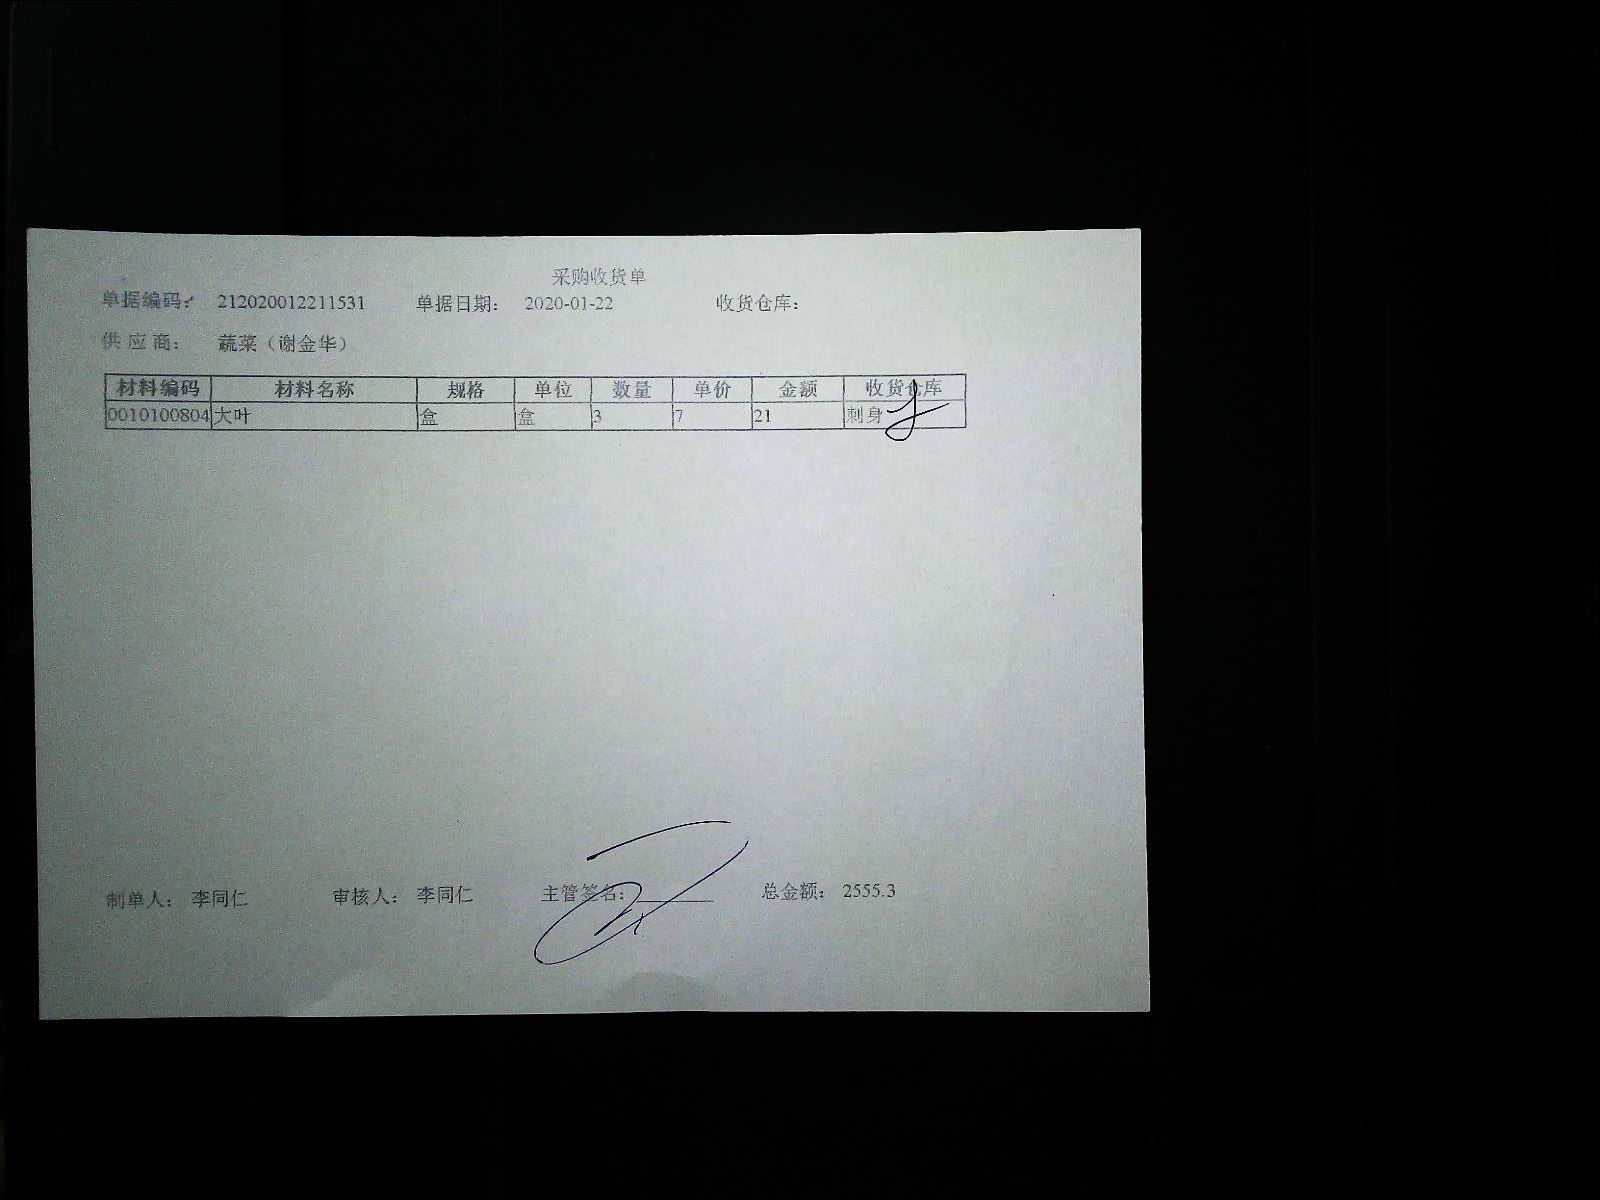 采购收货单
单据编码： 212020012211531 单据日期： 2020-01-22 收货仓库：
供 应 商： 蔬菜（谢金华）
材料编码 材料名称 规格 单位 数量 单价 金额 收货仓库
0010100804 大叶 盒 盒 3 7 21 刺身
制单人： 李同仁 审核人： 李同仁 主管签名： 总金额： 2555.3